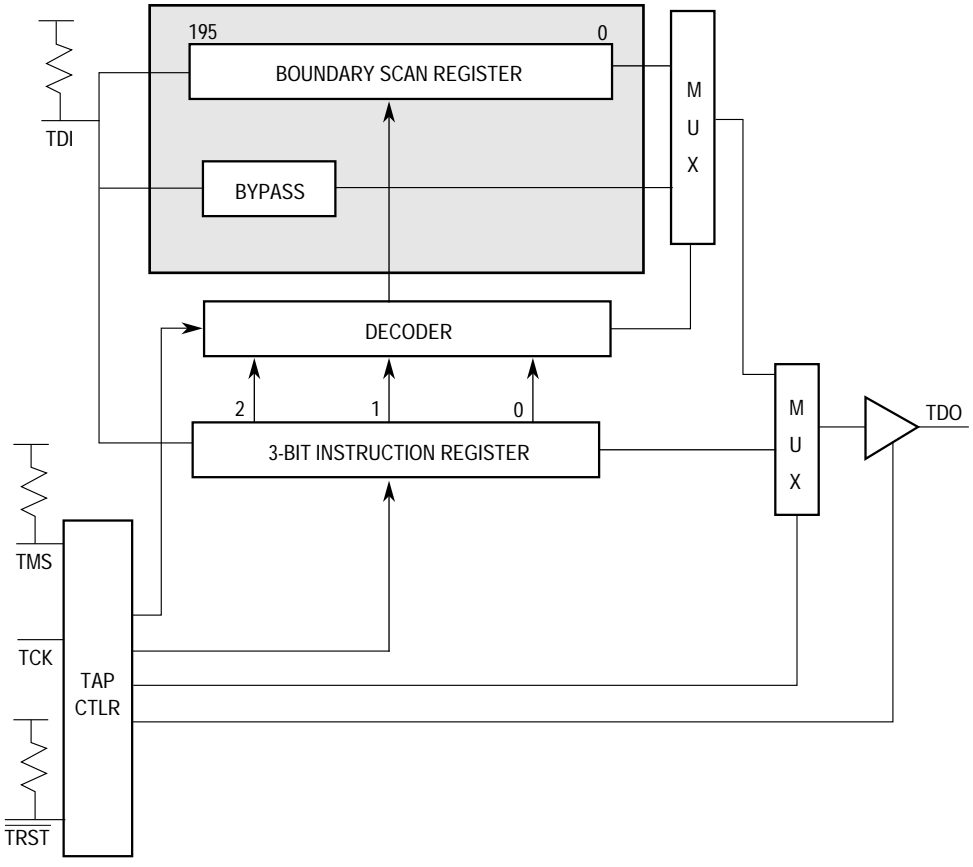 195 0
BOUNDARY SCAN REGISTER
M
U
X
TDI
BYPASS
DECODER
2 1 0
3-BIT INSTRUCTION REGISTER
M
U
X
TDO
TMS
TCK
TAP
CTLR
TRST